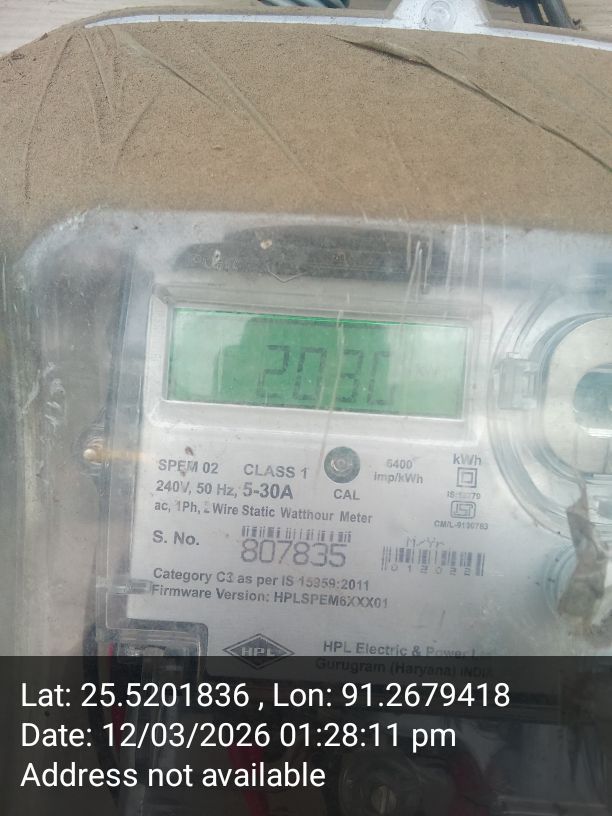 SPEM 02 CLASS 1
240V, 50 Hz, 5-30A
CAL
6400
imp/kWh
kWh
ac, 1Ph, 2 Wire Static Watthour Meter
S. No.
807835
M/Yr
012022
Category C3 as per IS 15959:2011
Firmware Version: HPLSPEM6XXX01
HPL
HPL Electric & Power
Gurugram (Haryana) INDIA
Lat: 25.5201836 , Lon: 91.2679418
Date: 12/03/2026 01:28:11 pm
Address not available